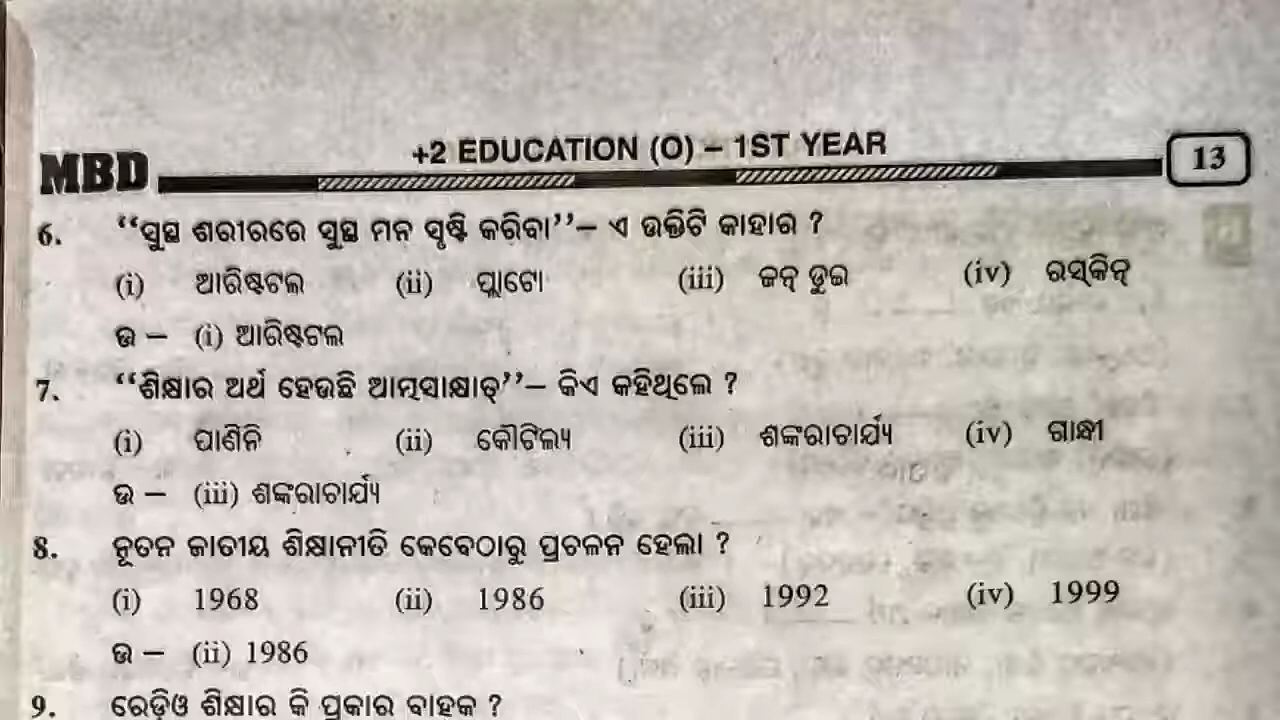 +2 EDUCATION (O) – 1ST YEAR
MBD 13
6. “ସୁସ୍ଥ ଶରୀରରେ ସୁସ୍ଥ ମନ ସୃଷ୍ଟି କରିବା”– ଏ ଉକ୍ତିଟି କାହାର ?
(i) ଆରିଷ୍ଟଟଲ (ii) ପ୍ଲାଟୋ (iii) ଜନ୍ ଡୁଇ (iv) ରସ୍‌କିନ୍
ଉ – (i) ଆରିଷ୍ଟଟଲ
7. “ଶିକ୍ଷାର ଅର୍ଥ ହେଉଛି ଆତ୍ମସାକ୍ଷାତ୍”– କିଏ କହିଥିଲେ ?
(i) ପାଣିନି (ii) କୌଟିଲ୍ୟ (iii) ଶଙ୍କରାଚାର୍ଯ୍ୟ (iv) ଗାନ୍ଧୀ
ଉ – (iii) ଶଙ୍କରାଚାର୍ଯ୍ୟ
8. ନୂତନ ଜାତୀୟ ଶିକ୍ଷାନୀତି କେବେଠାରୁ ପ୍ରଚଳନ ହେଲା ?
(i) 1968 (ii) 1986 (iii) 1992 (iv) 1999
ଉ – (ii) 1986
9. ରେଡ଼ିଓ ଶିକ୍ଷାର କି ପ୍ରକାର ବାହକ ?